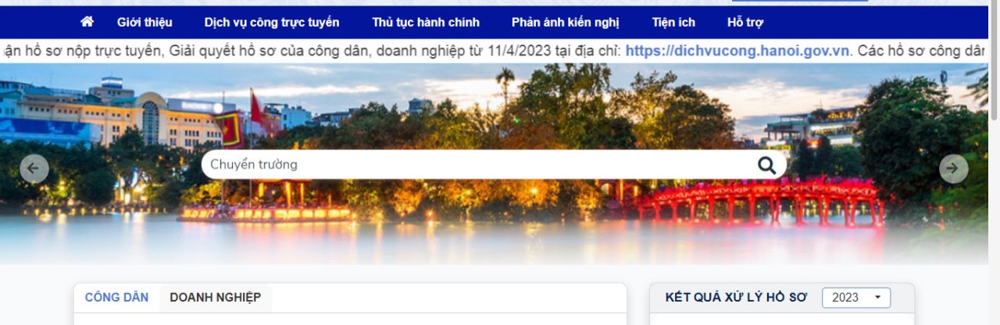 Giới thiệu Dịch vụ công trực tuyến Thủ tục hành chính Phản ánh kiến nghị Tiện ích Hỗ trợ
hồ sơ nộp trực tuyến, Giải quyết hồ sơ của công dân, doanh nghiệp từ 11/4/2023 tại địa chỉ: https://dichvucong.hanoi.gov.vn. Các hồ sơ công
Chuyển trường
CÔNG DÂN DOANH NGHIỆP
KẾT QUẢ XỬ LÝ HỒ SƠ 2023